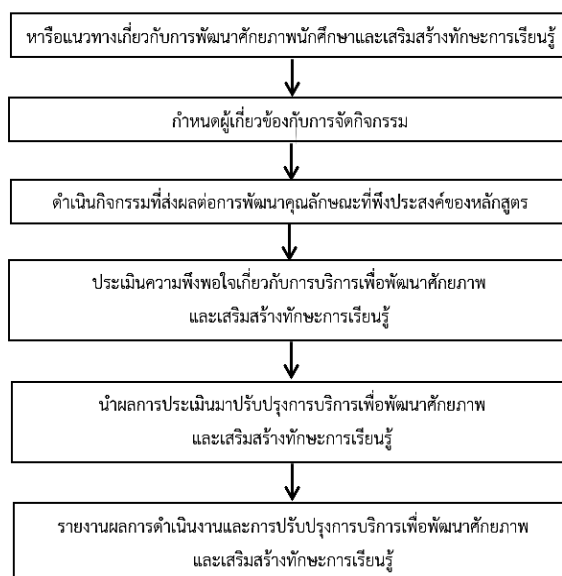 หารือแนวทางเกี่ยวกับการพัฒนาศักยภาพนักศึกษาและเสริมสร้างทักษะการเรียนรู้
กำหนดผู้เกี่ยวข้องกับการจัดกิจกรรม
ดำเนินกิจกรรมที่ส่งผลต่อการพัฒนาคุณลักษณะที่พึงประสงค์ของหลักสูตร
ประเมินความพึงพอใจเกี่ยวกับการบริการเพื่อพัฒนาศักยภาพ
และเสริมสร้างทักษะการเรียนรู้
นำผลการประเมินมาปรับปรุงการบริการเพื่อพัฒนาศักยภาพ
และเสริมสร้างทักษะการเรียนรู้
รายงานผลการดำเนินงานและการปรับปรุงการบริการเพื่อพัฒนาศักยภาพ
และเสริมสร้างทักษะการเรียนรู้